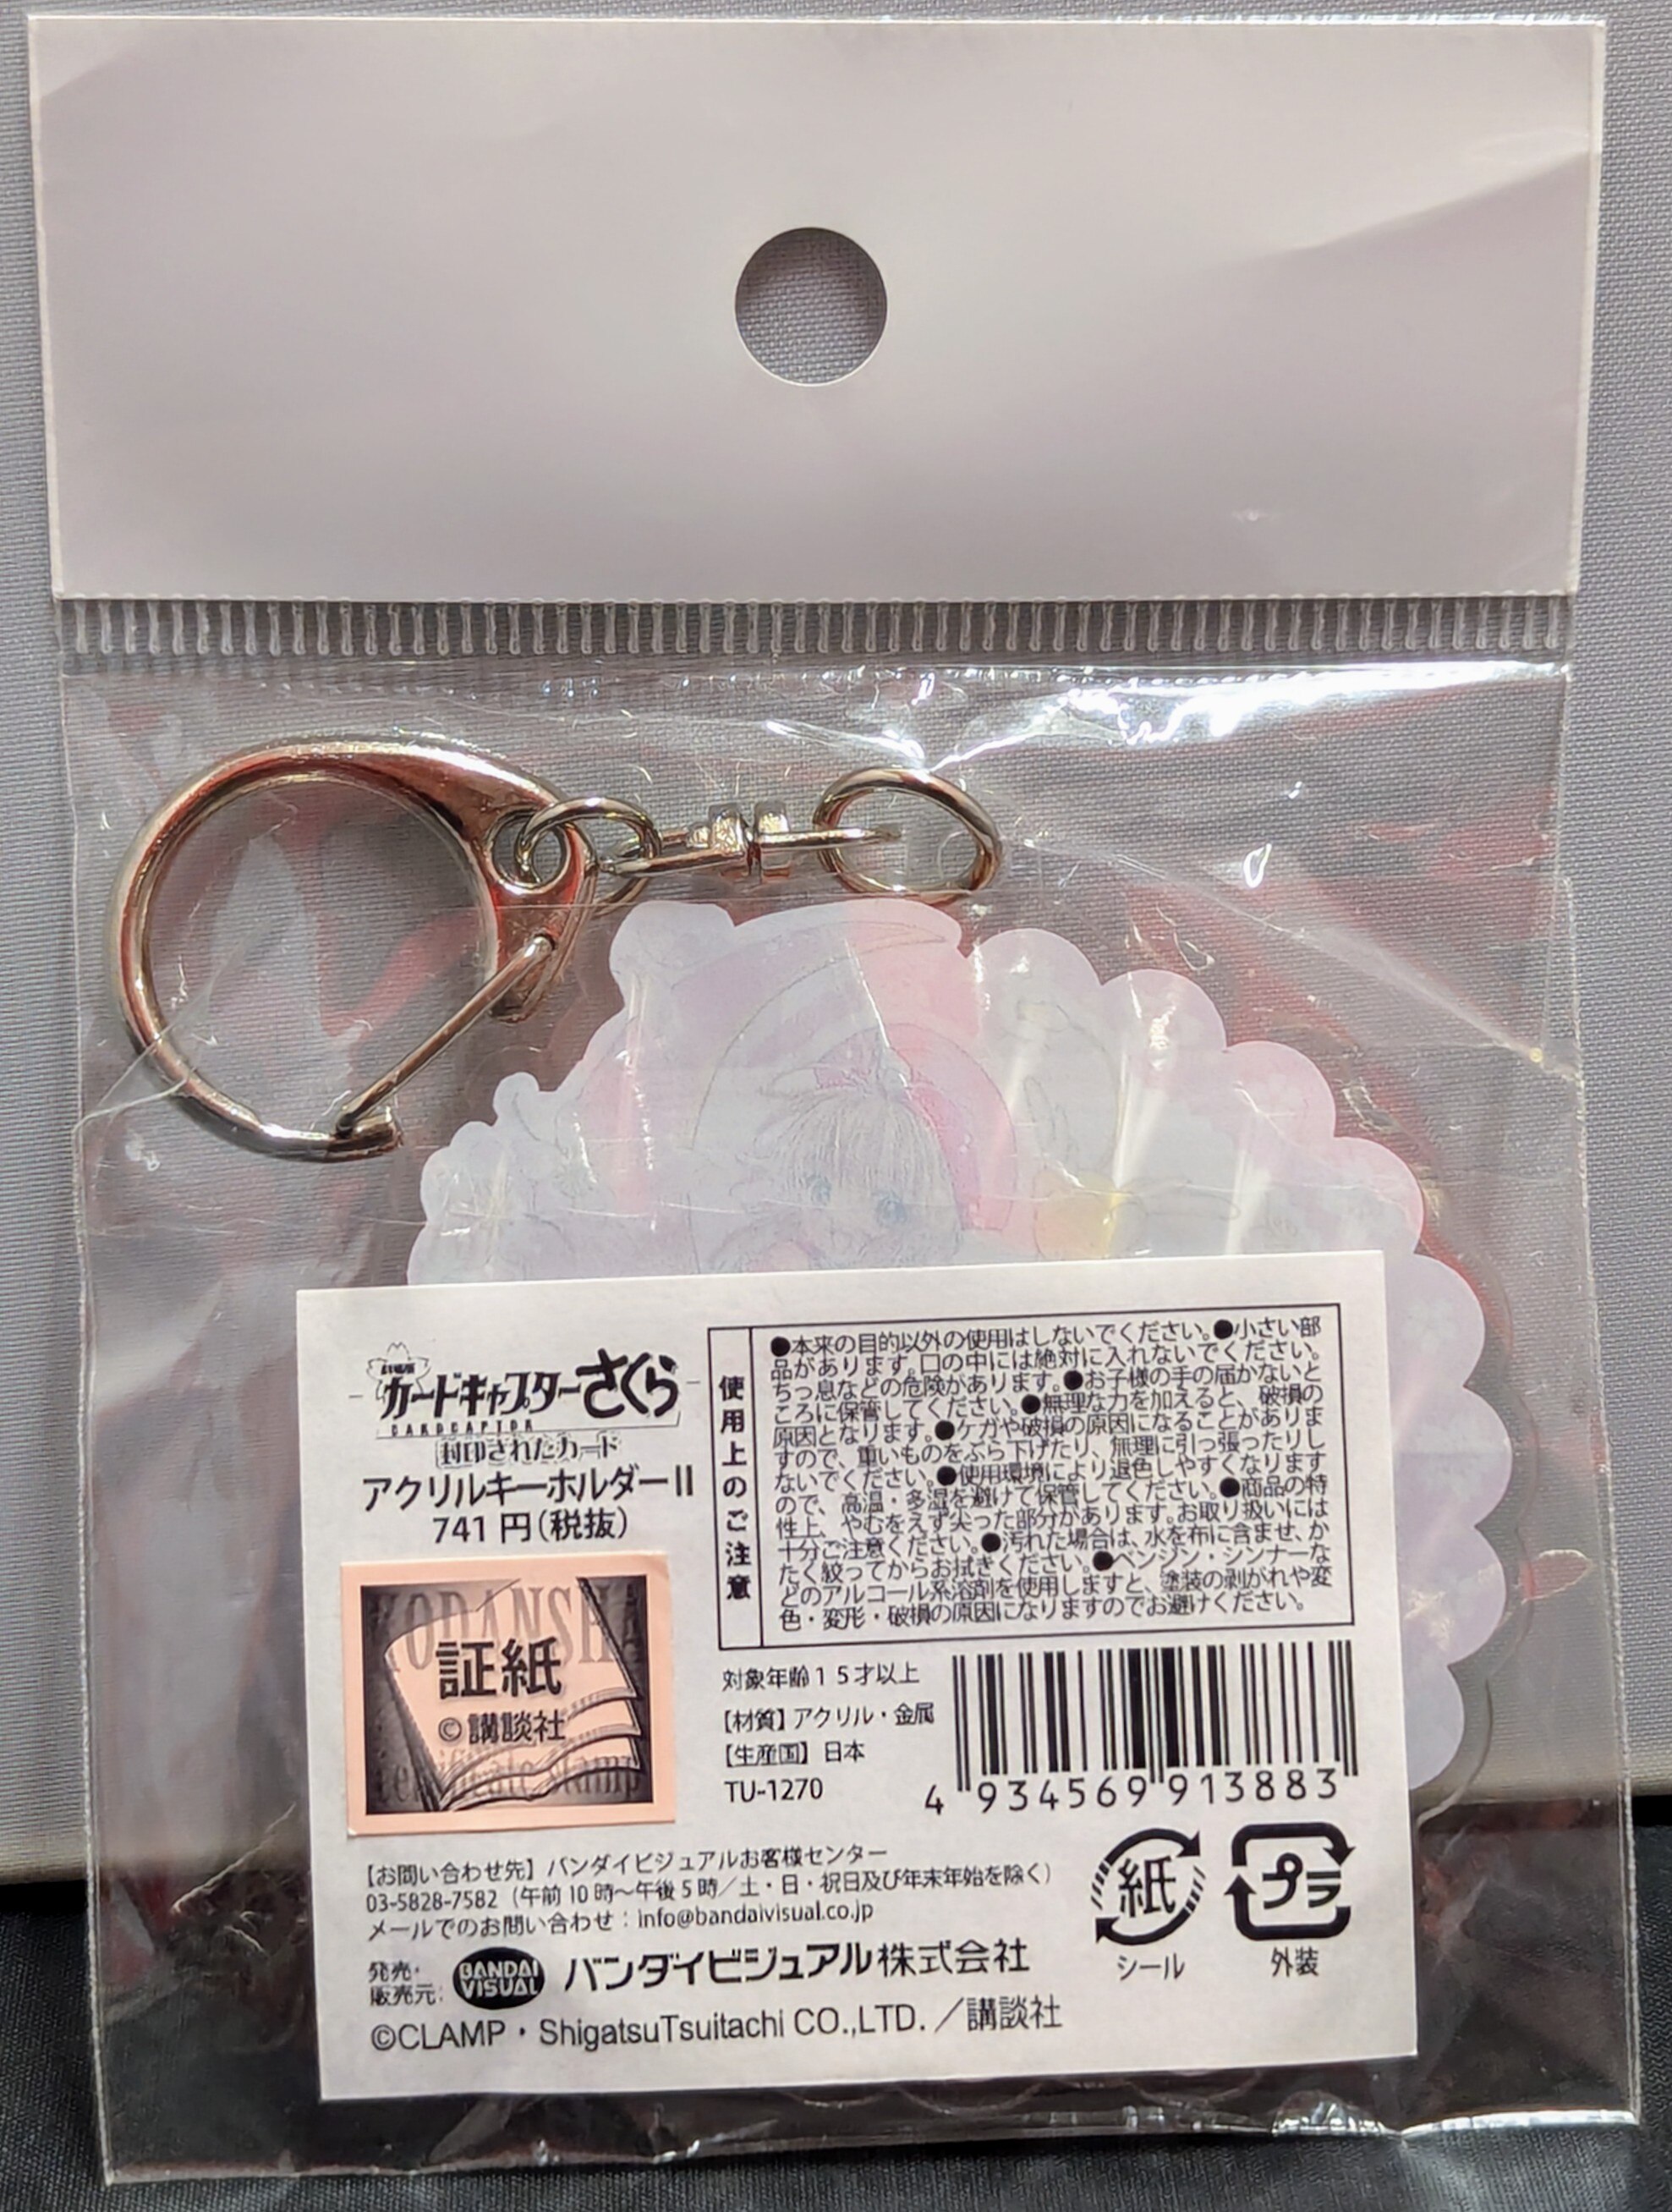 劇場版
カードキャプターさくら
CARDCAPTOR
封印されたカード
アクリルキーホルダーII
741円(税抜)
KODANSHA
証紙
©講談社
Certificate Stamp
使用上のご注意
●本来の目的以外の使用はしないでください。●小さい部
品があります。口の中には絶対に入れないでください。
ちっ息などの危険があります。●お子様の手の届かないと
ころに保管してください。●無理な力を加えると、破損の
原因となります。●ケガや破損の原因になることがありま
すので、重いものをぶら下げたり、無理に引っ張ったりし
ないでください。●使用環境により退色しやすくなります
ので、高温・多湿を避けて保管してください。●商品の特
性上、やむをえず尖った部分があります。お取り扱いには
十分ご注意ください。●汚れた場合は、水を布に含ませ、か
たく絞ってからお拭きください。●ベンジン・シンナーな
どのアルコール系溶剤を使用しますと、塗装の剥がれや変
色・変形・破損の原因になりますのでお避けください。
対象年齢15才以上
【材質】アクリル・金属
【生産国】日本
TU-1270
4 934569 913883
【お問い合わせ先】バンダイビジュアルお客様センター
03-5828-7582(午前10時～午後5時／土・日・祝日及び年末年始を除く)
メールでのお問い合わせ：info@bandaivisual.co.jp
発売・
販売元:
BANDAI
VISUAL
バンダイビジュアル株式会社
©CLAMP・ShigatsuTsuitachi CO.,LTD.／講談社
紙
シール
プラ
外装